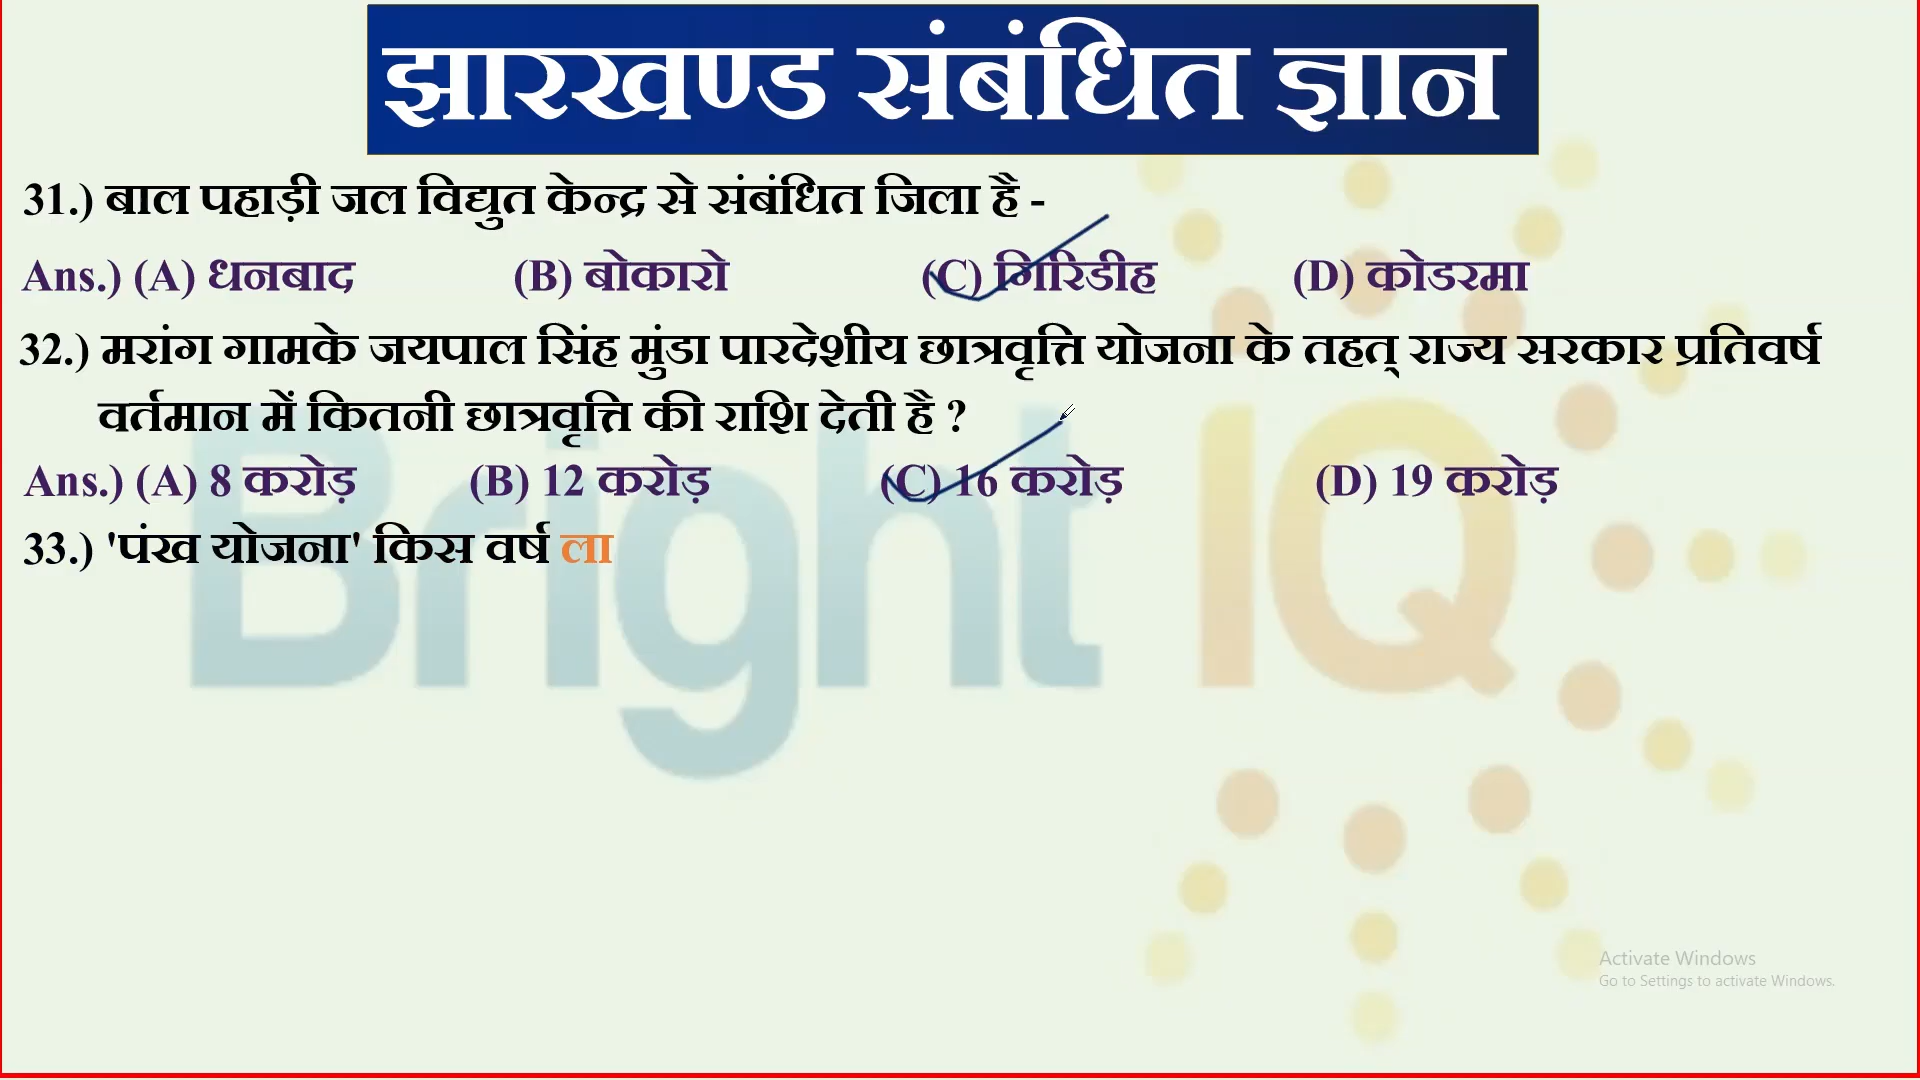 झारखण्ड संबंधित ज्ञान
31.) बाल पहाड़ी जल विद्युत केन्द्र से संबंधित जिला है -
Ans.) (A) धनबाद (B) बोकारो (C) गिरिडीह (D) कोडरमा
32.) मरांग गामके जयपाल सिंह मुंडा पारदेशीय छात्रवृत्ति योजना के तहत् राज्य सरकार प्रतिवर्ष
वर्तमान में कितनी छात्रवृत्ति की राशि देती है ?
Ans.) (A) 8 करोड़ (B) 12 करोड़ (C) 16 करोड़ (D) 19 करोड़
33.) 'पंख योजना' किस वर्ष ला
Bright IQ
Activate Windows
Go to Settings to activate Windows.